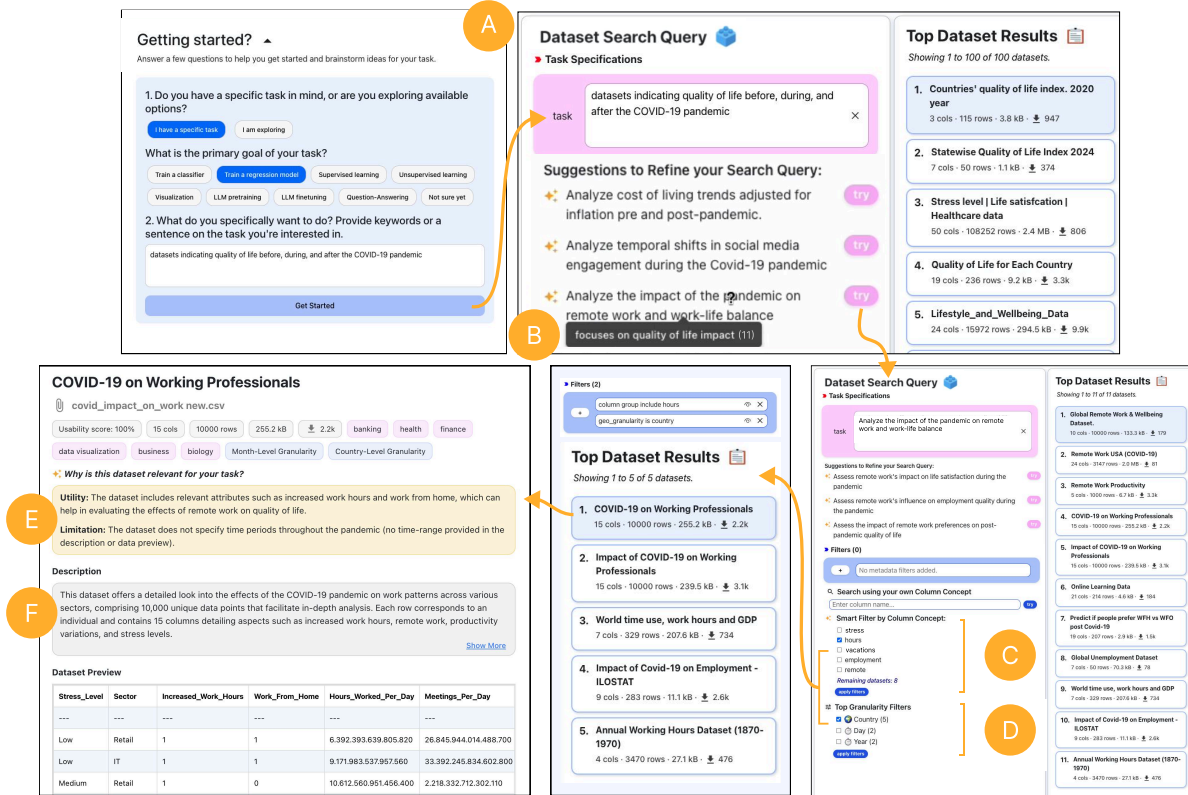 Getting started?
Answer a few questions to help you get started and brainstorm ideas for your task.
1. Do you have a specific task in mind, or are you exploring available
options?
I have a specific task
I am exploring
What is the primary goal of your task?
Train a classifier
Train a regression model
Supervised learning
Unsupervised learning
Visualization
LLM pretraining
LLM finetuning
Question-Answering
Not sure yet
2. What do you specifically want to do? Provide keywords or a
sentence on the task you're interested in.
datasets indicating quality of life before, during, and after the COVID-19 pandemic
Get Started
A
Dataset Search Query
Task Specifications
task
datasets indicating quality of life before, during, and
after the COVID-19 pandemic
Suggestions to Refine your Search Query:
Analyze cost of living trends adjusted for
inflation pre and post-pandemic.
try
Analyze temporal shifts in social media
engagement during the Covid-19 pandemic
try
Analyze the impact of the pandemic on
remote work and work-life balance
try
B
focuses on quality of life impact (11)
Top Dataset Results
Showing 1 to 100 of 100 datasets.
1. Countries' quality of life index. 2020
year
3 cols · 115 rows · 3.8 kB · 947
2. Statewise Quality of Life Index 2024
7 cols · 50 rows · 1.1 kB · 374
3. Stress level | Life satisfcation |
Healthcare data
50 cols · 108252 rows · 2.4 MB · 806
4. Quality of Life for Each Country
19 cols · 236 rows · 9.2 kB · 3.3k
5. Lifestyle_and_Wellbeing_Data
24 cols · 15972 rows · 294.5 kB · 9.9k
COVID-19 on Working Professionals
covid_impact_on_work new.csv
Usability score: 100%
15 cols
10000 rows
255.2 kB
2.2k
banking
health
finance
data visualization
business
biology
Month-Level Granularity
Country-Level Granularity
Why is this dataset relevant for your task?
E
Utility: The dataset includes relevant attributes such as increased work hours and work from home, which can
help in evaluating the effects of remote work on quality of life.
Limitation: The dataset does not specify time periods throughout the pandemic (no time-range provided in the
description or data preview).
Description
F
This dataset offers a detailed look into the effects of the COVID-19 pandemic on work patterns across various
sectors, comprising 10,000 unique data points that facilitate in-depth analysis. Each row corresponds to an
individual and contains 15 columns detailing aspects such as increased work hours, remote work, productivity
variations, and stress levels.
Show More
Dataset Preview
Stress_Level Sector Increased_Work_Hours Work_From_Home Hours_Worked_Per_Day Meetings_Per_Day
--- --- --- --- --- ---
Low Retail 1 1 6.392.393.639.805.820 26.845.944.014.488.700
Low IT 1 1 9.171.983.537.957.560 33.392.245.834.602.800
Medium Retail 1 0 10.612.560.951.456.400 2.218.332.712.302.110
Filters (2)
+
column group include hours
geo_granularity is country
Top Dataset Results
Showing 1 to 5 of 5 datasets.
1. COVID-19 on Working Professionals
15 cols · 10000 rows · 255.2 kB · 2.2k
2. Impact of COVID-19 on Working
Professionals
15 cols · 10000 rows · 239.5 kB · 3.1k
3. World time use, work hours and GDP
7 cols · 329 rows · 207.6 kB · 734
4. Impact of Covid-19 on Employment -
ILOSTAT
9 cols · 283 rows · 11.1 kB · 2.6k
5. Annual Working Hours Dataset (1870-
1970)
4 cols · 3470 rows · 27.1 kB · 476
Dataset Search Query
Task Specifications
task
Analyze the impact of the pandemic on remote
work and work-life balance
Suggestions to Refine your Search Query:
Assess remote work's impact on life satisfaction during the
pandemic
try
Assess remote work's influence on employment quality during
the pandemic
try
Assess the impact of remote work preferences on post-
pandemic quality of life
try
Filters (0)
+
No metadata filters added.
Search using your own Column Concept
Enter column name...
try
Smart Filter by Column Concept:
stress
hours
vacations
employment
remote
Remaining datasets: 8
apply filters
C
Top Granularity Filters
Country (5)
Day (2)
Year (2)
apply filters
D
Top Dataset Results
Showing 1 to 11 of 11 datasets.
1. Global Remote Work & Wellbeing
Dataset.
10 cols · 10000 rows · 133.3 kB · 179
2. Remote Work USA (COVID-19)
24 cols · 3147 rows · 2.0 MB · 81
3. Remote Work Productivity
5 cols · 1000 rows · 6.7 kB · 3.3k
4. COVID-19 on Working Professionals
15 cols · 10000 rows · 255.2 kB · 2.2k
5. Impact of COVID-19 on Working
Professionals
15 cols · 10000 rows · 239.5 kB · 3.1k
6. Online Learning Data
21 cols · 214 rows · 4.6 kB · 184
7. Predict if people prefer WFH vs WFO
post Covid-19
19 cols · 207 rows · 2.9 kB · 1.5k
8. Global Unemployment Dataset
7 cols · 50 rows · 70.3 kB · 78
9. World time use, work hours and GDP
7 cols · 329 rows · 207.6 kB · 734
10. Impact of Covid-19 on Employment -
ILOSTAT
9 cols · 283 rows · 11.1 kB · 2.6k
11. Annual Working Hours Dataset (1870-
1970)
4 cols · 3470 rows · 27.1 kB · 476